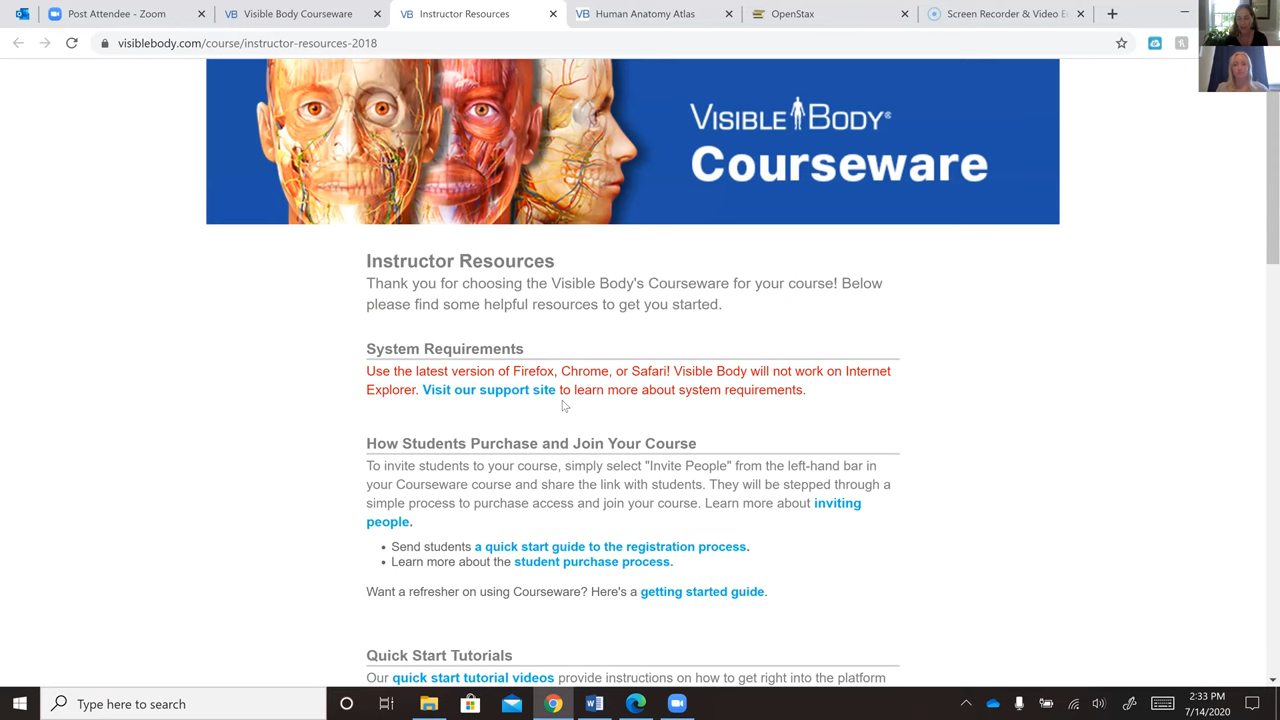 Post Attendee - Zoom
Visible Body Courseware
Instructor Resources
Human Anatomy Atlas
OpenStax
Screen Recorder & Video E
visiblebody.com/course/instructor-resources-2018
VISIBLE BODY®
Courseware
Instructor Resources
Thank you for choosing the Visible Body's Courseware for your course! Below
please find some helpful resources to get you started.
System Requirements
Use the latest version of Firefox, Chrome, or Safari! Visible Body will not work on Internet
Explorer. Visit our support site to learn more about system requirements.
How Students Purchase and Join Your Course
To invite students to your course, simply select "Invite People" from the left-hand bar in
your Courseware course and share the link with students. They will be stepped through a
simple process to purchase access and join your course. Learn more about inviting
people.
• Send students a quick start guide to the registration process.
• Learn more about the student purchase process.
Want a refresher on using Courseware? Here's a getting started guide.
Quick Start Tutorials
Our quick start tutorial videos provide instructions on how to get right into the platform
Type here to search
2:33 PM
7/14/2020